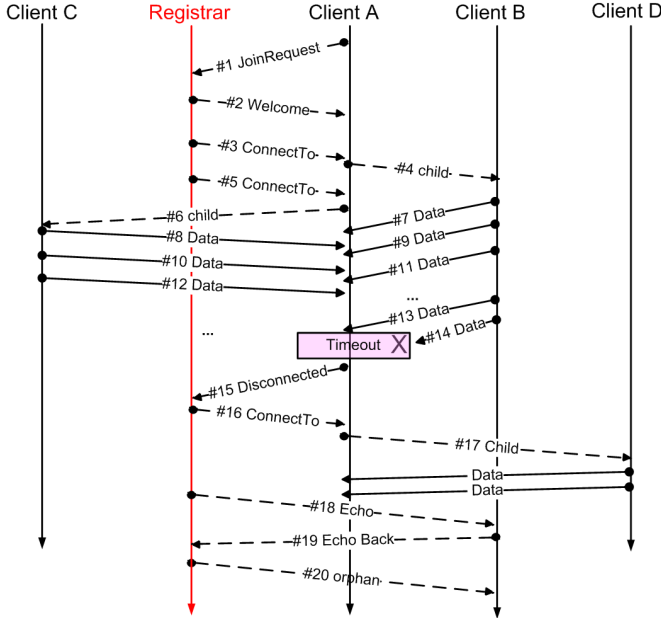 Client C Registrar Client A Client B Client D
#1 JoinRequest
#2 Welcome
#3 ConnectTo
#4 child
#5 ConnectTo
#6 child
#7 Data
#8 Data
#9 Data
#10 Data
#11 Data
#12 Data
...
#13 Data
...
#14 Data
Timeout X
#15 Disconnected
#16 ConnectTo
#17 Child
Data
Data
#18 Echo
#19 Echo Back
#20 orphan